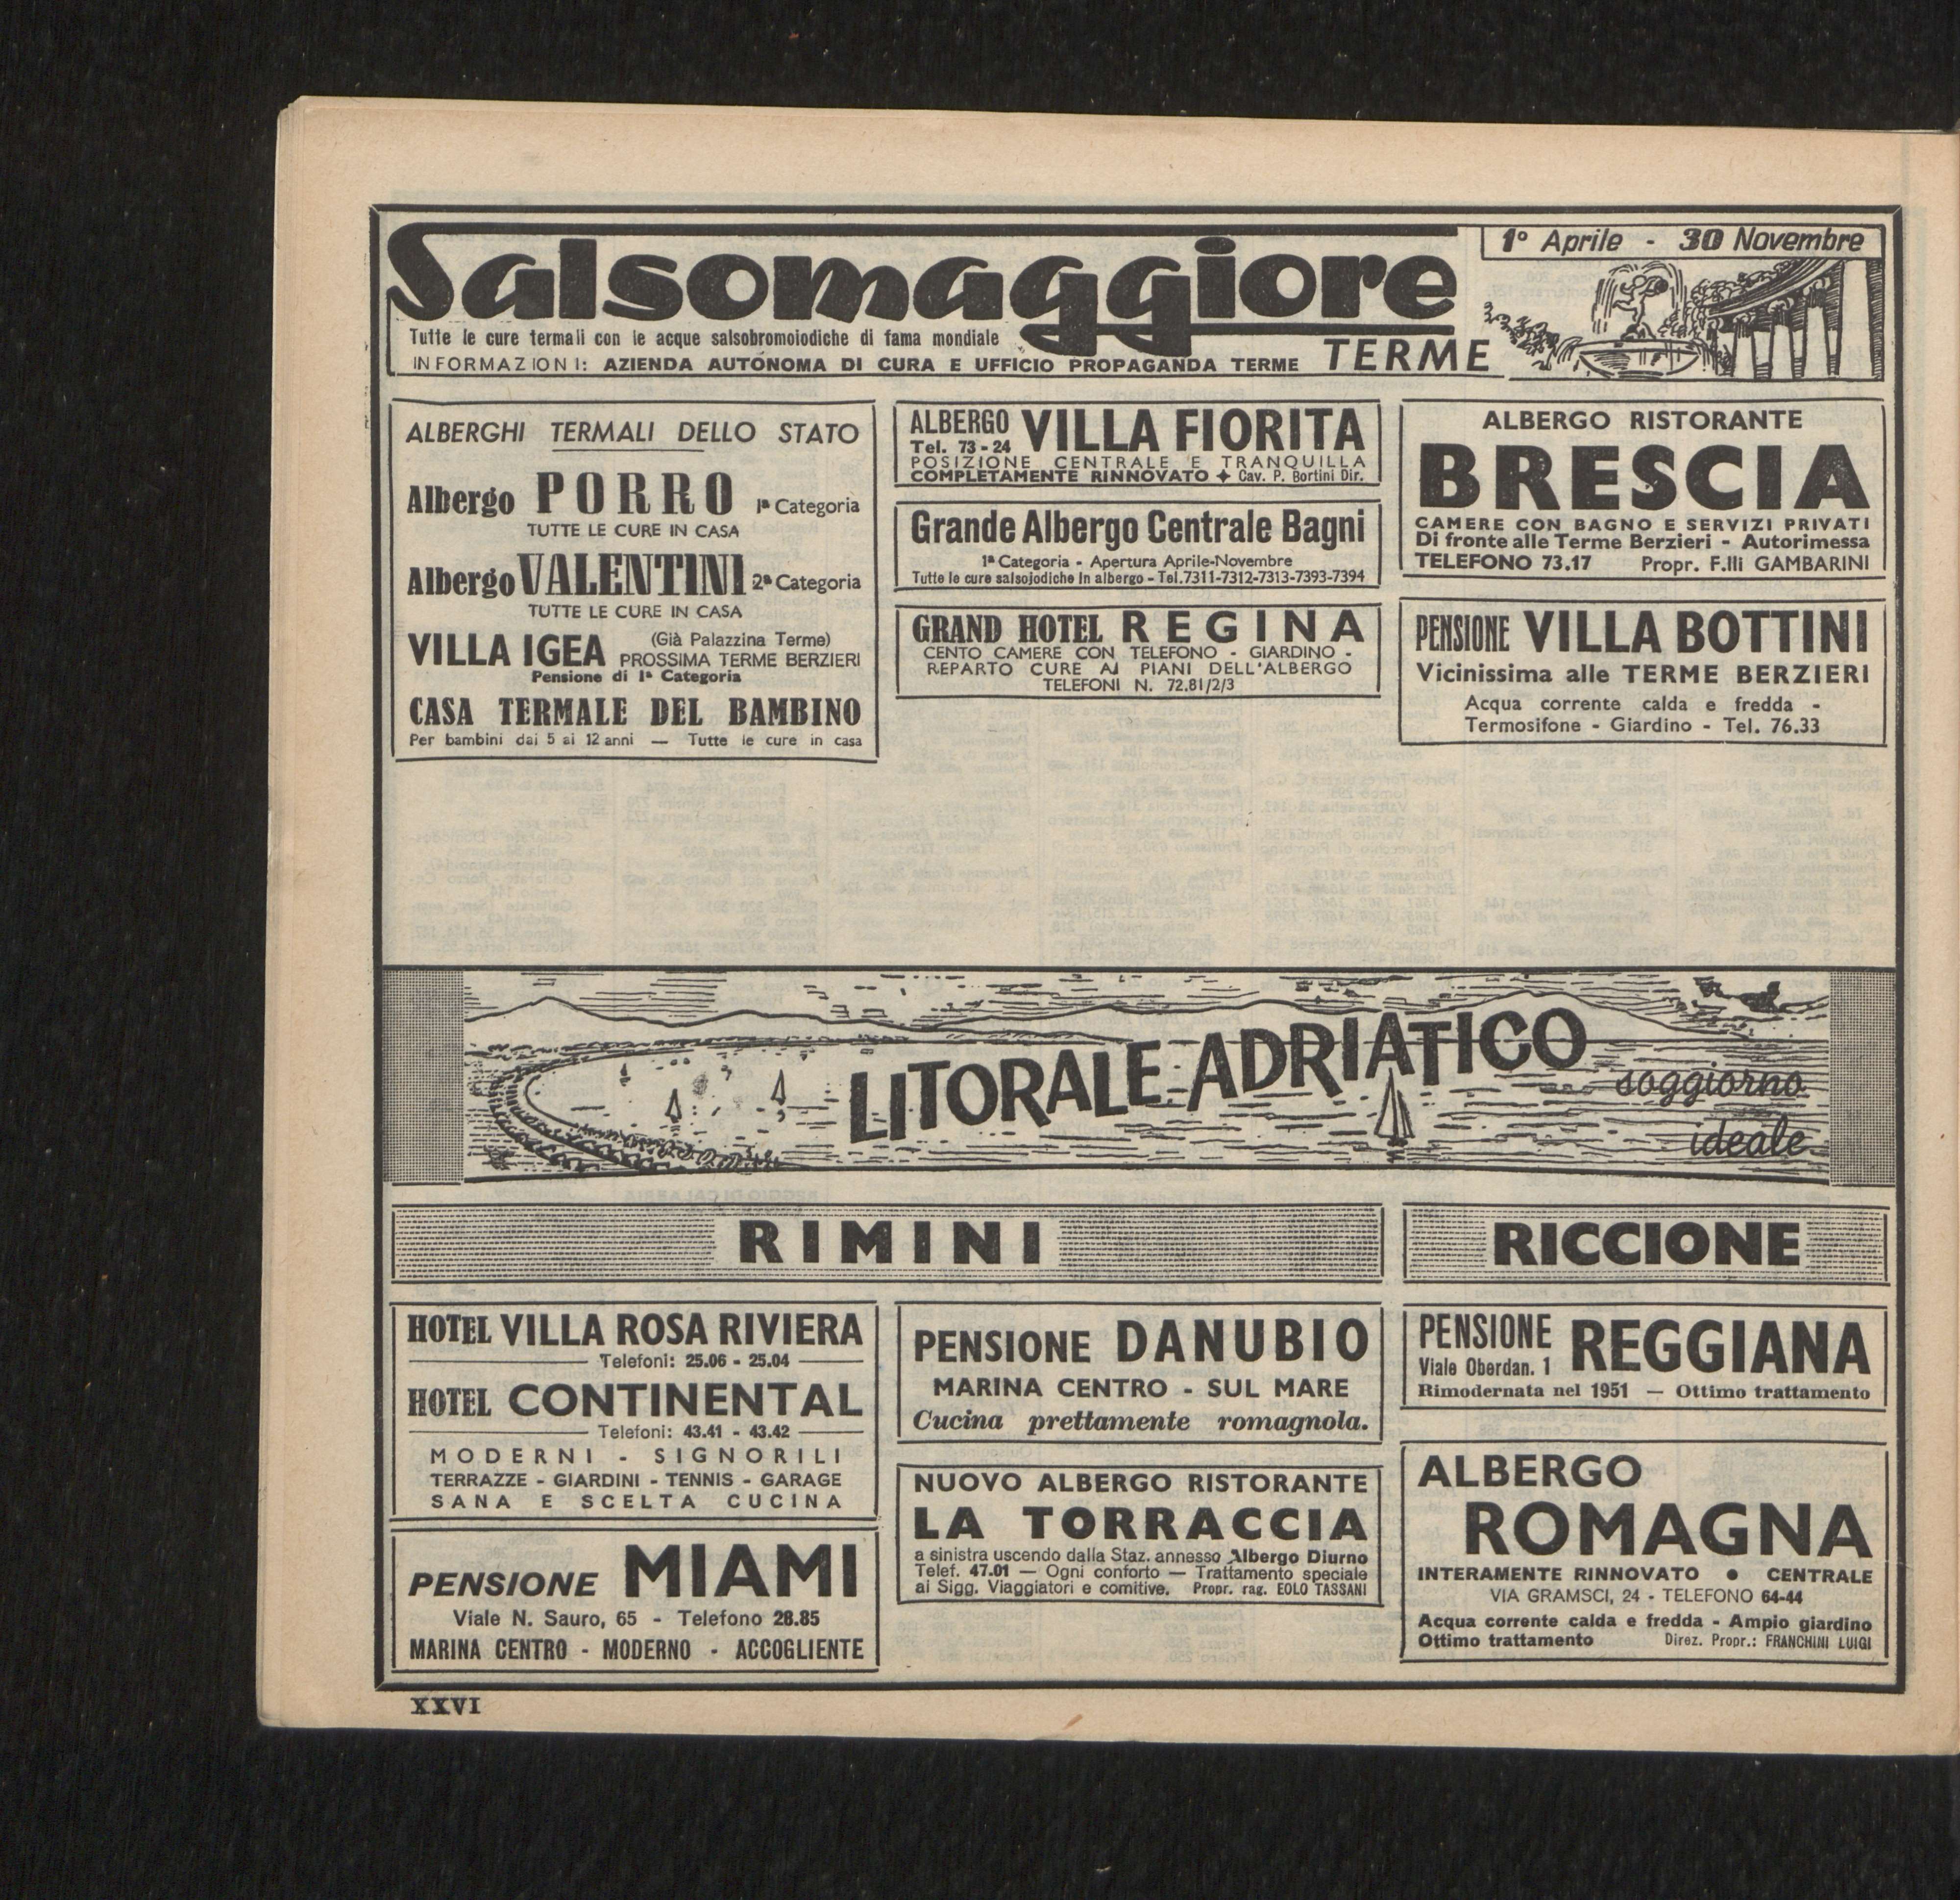 Salsomaggiore
1º Aprile - 30 Novembre
Tutte le cure termali con le acque salsobromoiodiche di fama mondiale
TERME
INFORMAZIONI: AZIENDA AUTONOMA DI CURA E UFFICIO PROPAGANDA TERME
ALBERGHI TERMALI DELLO STATO
Albergo PORRO 1ª Categoria
TUTTE LE CURE IN CASA
Albergo VALENTINI 2ª Categoria
TUTTE LE CURE IN CASA
VILLA IGEA (Già Palazzina Terme)
PROSSIMA TERME BERZIERI
Pensione di 1ª Categoria
CASA TERMALE DEL BAMBINO
Per bambini dai 5 ai 12 anni — Tutte le cure in casa
ALBERGO VILLA FIORITA
Tel. 73-24
POSIZIONE CENTRALE E TRANQUILLA
COMPLETAMENTE RINNOVATO ✦ Cav. P. Bortini Dir.
Grande Albergo Centrale Bagni
1ª Categoria - Apertura Aprile-Novembre
Tutte le cure salsojodiche in albergo - Tel. 7311-7312-7313-7393-7394
GRAND HOTEL REGINA
CENTO CAMERE CON TELEFONO - GIARDINO -
REPARTO CURE AI PIANI DELL'ALBERGO
TELEFONI N. 72.81/2/3
ALBERGO RISTORANTE
BRESCIA
CAMERE CON BAGNO E SERVIZI PRIVATI
Di fronte alle Terme Berzieri - Autorimessa
TELEFONO 73.17 Propr. F.lli GAMBARINI
PENSIONE VILLA BOTTINI
Vicinissima alle TERME BERZIERI
Acqua corrente calda e fredda -
Termosifone - Giardino - Tel. 76.33
LITORALE ADRIATICO
soggiorno
ideale
RIMINI
HOTEL VILLA ROSA RIVIERA
Telefoni: 25.06 - 25.04
HOTEL CONTINENTAL
Telefoni: 43.41 - 43.42
MODERNI - SIGNORILI
TERRAZZE - GIARDINI - TENNIS - GARAGE
SANA E SCELTA CUCINA
PENSIONE MIAMI
Viale N. Sauro, 65 - Telefono 28.85
MARINA CENTRO - MODERNO - ACCOGLIENTE
PENSIONE DANUBIO
MARINA CENTRO - SUL MARE
Cucina prettamente romagnola.
NUOVO ALBERGO RISTORANTE
LA TORRACCIA
a sinistra uscendo dalla Staz. annesso Albergo Diurno
Telef. 47.01 — Ogni conforto — Trattamento speciale
ai Sigg. Viaggiatori e comitive. Propr. rag. EOLO TASSANI
RICCIONE
PENSIONE REGGIANA
Viale Oberdan. 1
Rimodernata nel 1951 — Ottimo trattamento
ALBERGO
ROMAGNA
INTERAMENTE RINNOVATO ● CENTRALE
VIA GRAMSCI, 24 - TELEFONO 64-44
Acqua corrente calda e fredda - Ampio giardino
Ottimo trattamento Direz. Propr.: FRANCHINI LUIGI
XXVI